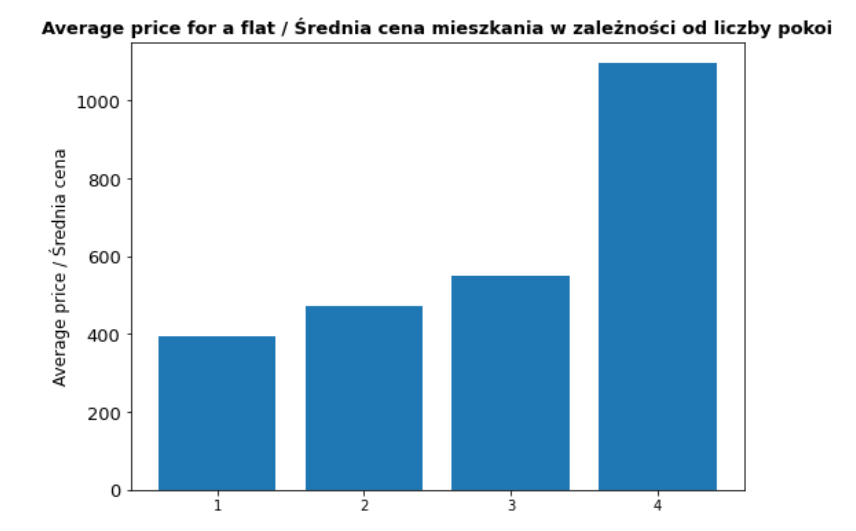 Average price for a flat / Średnia cena mieszkania w zależności od liczby pokoi
Average price / Średnia cena
1000
800
600
400
200
0
1 2 3 4